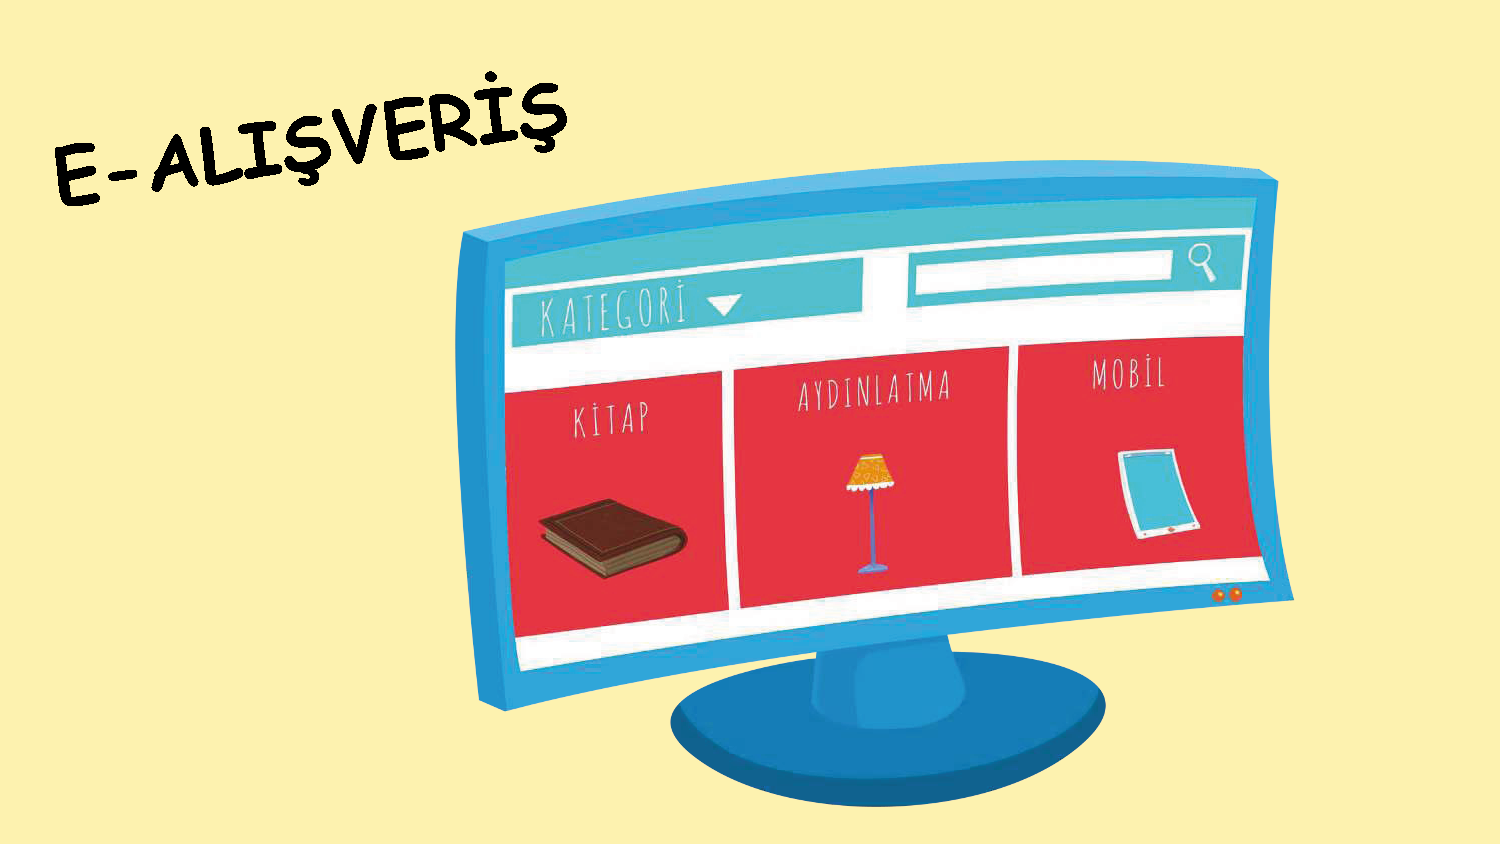 E-ALIŞVERİŞ
KATEGORİ
KİTAP
AYDINLATMA
MOBİL